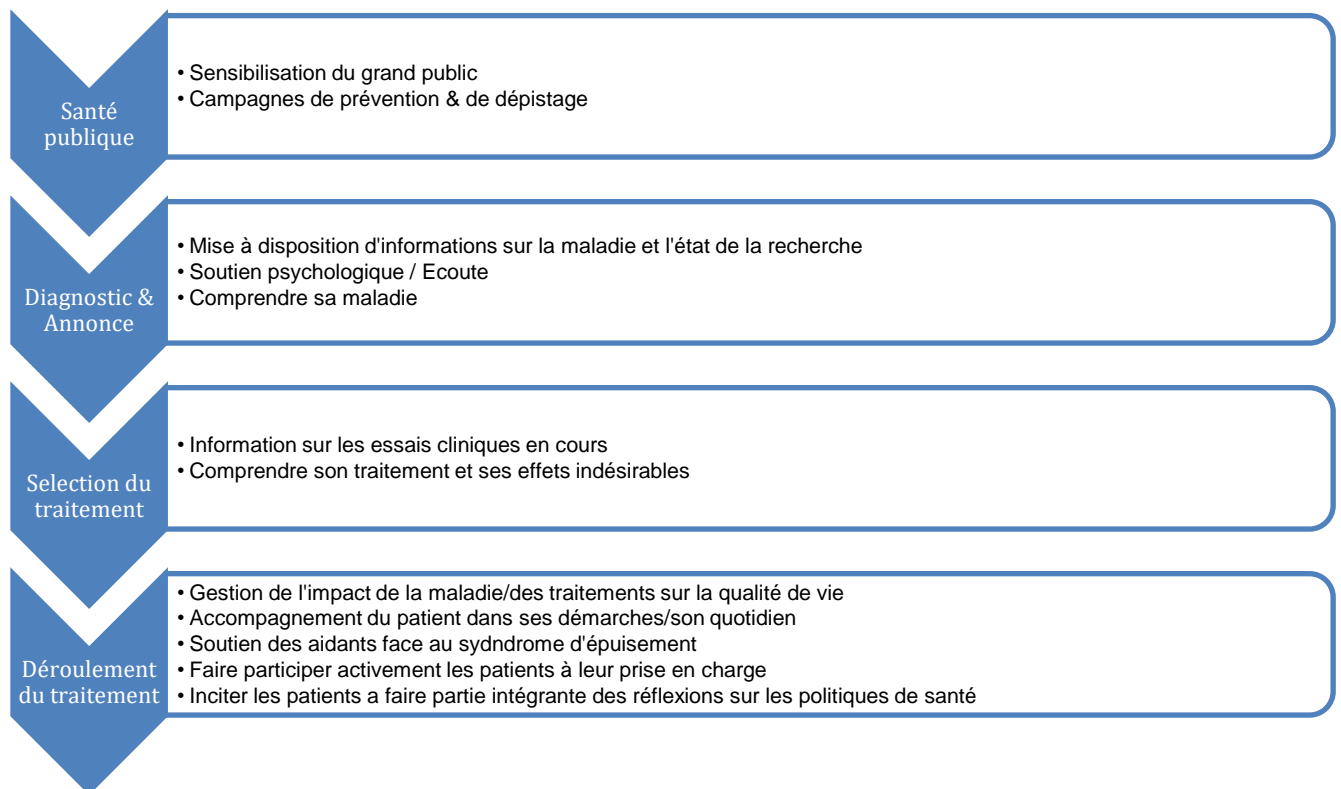 Santé
publique
• Sensibilisation du grand public
• Campagnes de prévention & de dépistage
Diagnostic &
Annonce
• Mise à disposition d'informations sur la maladie et l'état de la recherche
• Soutien psychologique / Ecoute
• Comprendre sa maladie
Selection du
traitement
• Information sur les essais cliniques en cours
• Comprendre son traitement et ses effets indésirables
Déroulement
du traitement
• Gestion de l'impact de la maladie/des traitements sur la qualité de vie
• Accompagnement du patient dans ses démarches/son quotidien
• Soutien des aidants face au sydndrome d'épuisement
• Faire participer activement les patients à leur prise en charge
• Inciter les patients a faire partie intégrante des réflexions sur les politiques de santé